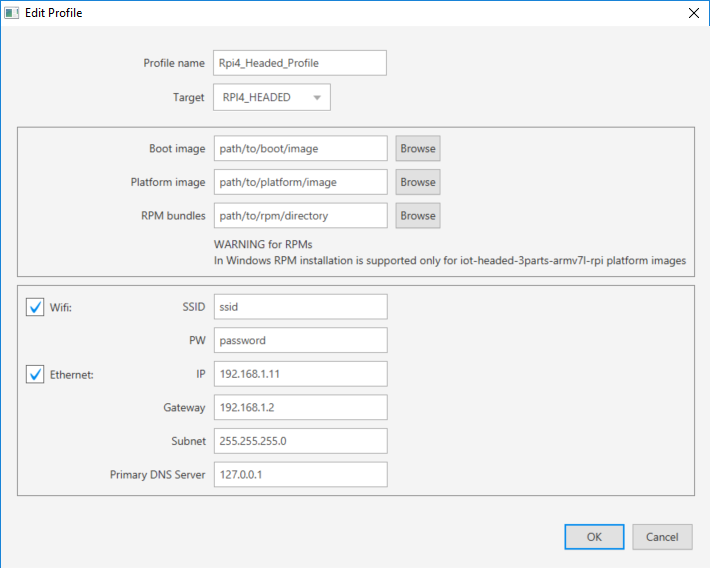 Edit Profile
Profile name Rpi4_Headed_Profile
Target RPI4_HEADED
Boot image path/to/boot/image Browse
Platform image path/to/platform/image Browse
RPM bundles path/to/rpm/directory Browse
WARNING for RPMs
In Windows RPM installation is supported only for iot-headed-3parts-armv7l-rpi platform images
Wifi: SSID ssid
PW password
Ethernet: IP 192.168.1.11
Gateway 192.168.1.2
Subnet 255.255.255.0
Primary DNS Server 127.0.0.1
OK Cancel